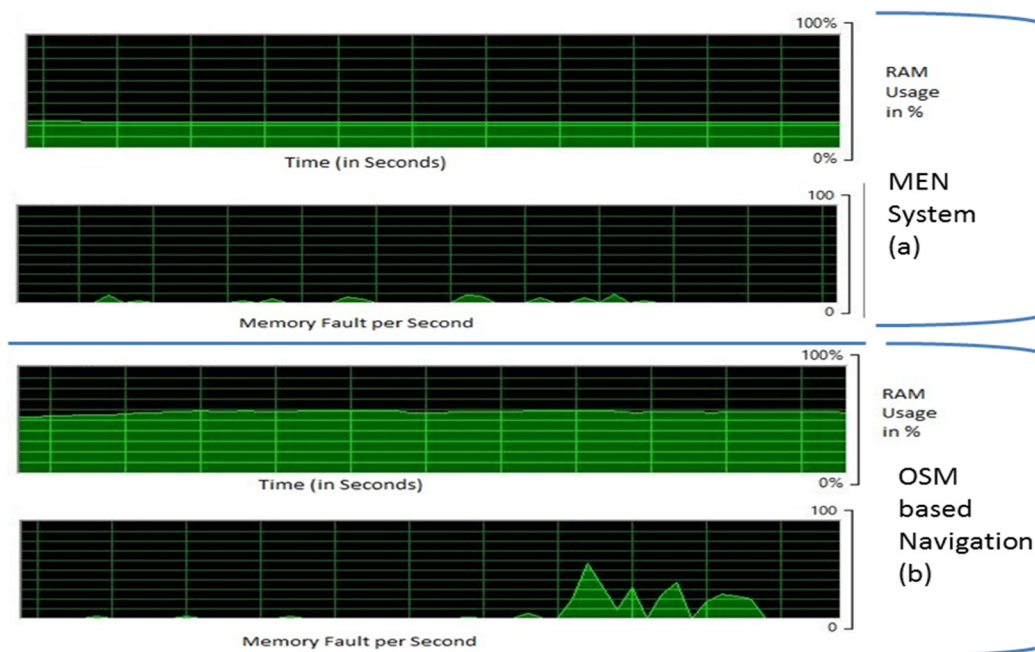 100%
RAM
Usage
in %
0%
Time (in Seconds)
MEN
System
(a)
100
0
Memory Fault per Second
100%
RAM
Usage
in %
0%
Time (in Seconds)
OSM
based
Navigation
(b)
100
0
Memory Fault per Second